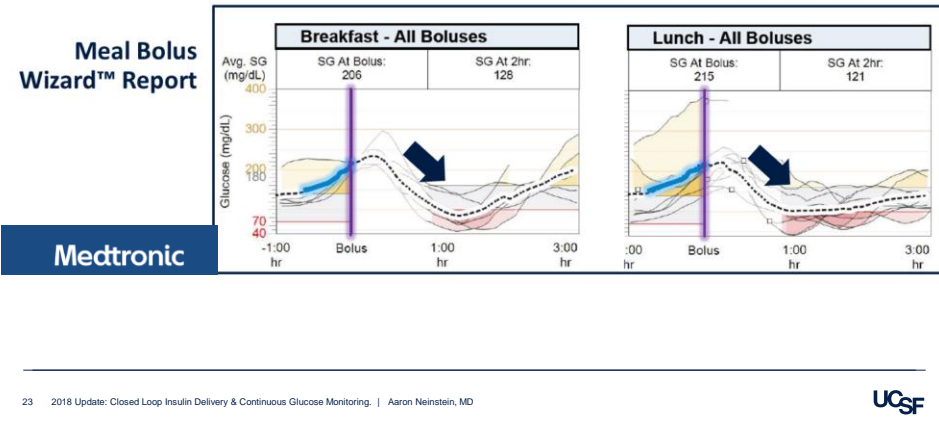 Meal Bolus
Wizard™ Report
Medtronic
Breakfast - All Boluses
Avg. SG
(mg/dL)
SG At Bolus:
206
SG At 2hr:
128
Glucose (mg/dL)
400
300
200
180
70
40
-1:00
hr
Bolus
1:00
hr
3:00
hr
Lunch - All Boluses
SG At Bolus:
215
SG At 2hr:
121
:00
hr
Bolus
1:00
hr
3:00
hr
23 2018 Update: Closed Loop Insulin Delivery & Continuous Glucose Monitoring. | Aaron Neinstein, MD
UCSF